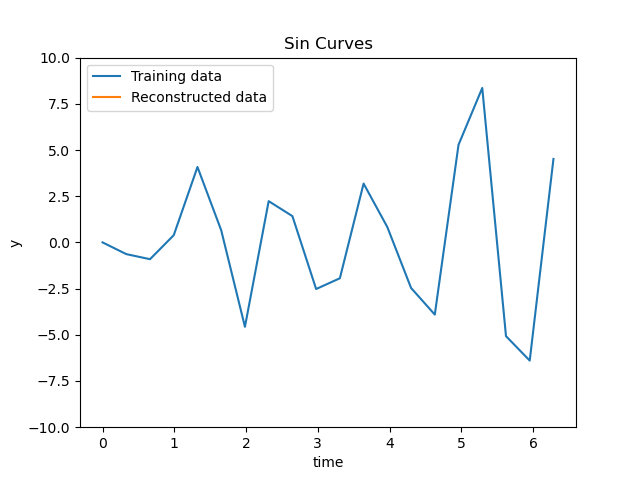 Sin Curves
Training data
Reconstructed data
10.0
7.5
5.0
2.5
0.0
−2.5
−5.0
−7.5
−10.0
y
0 1 2 3 4 5 6
time